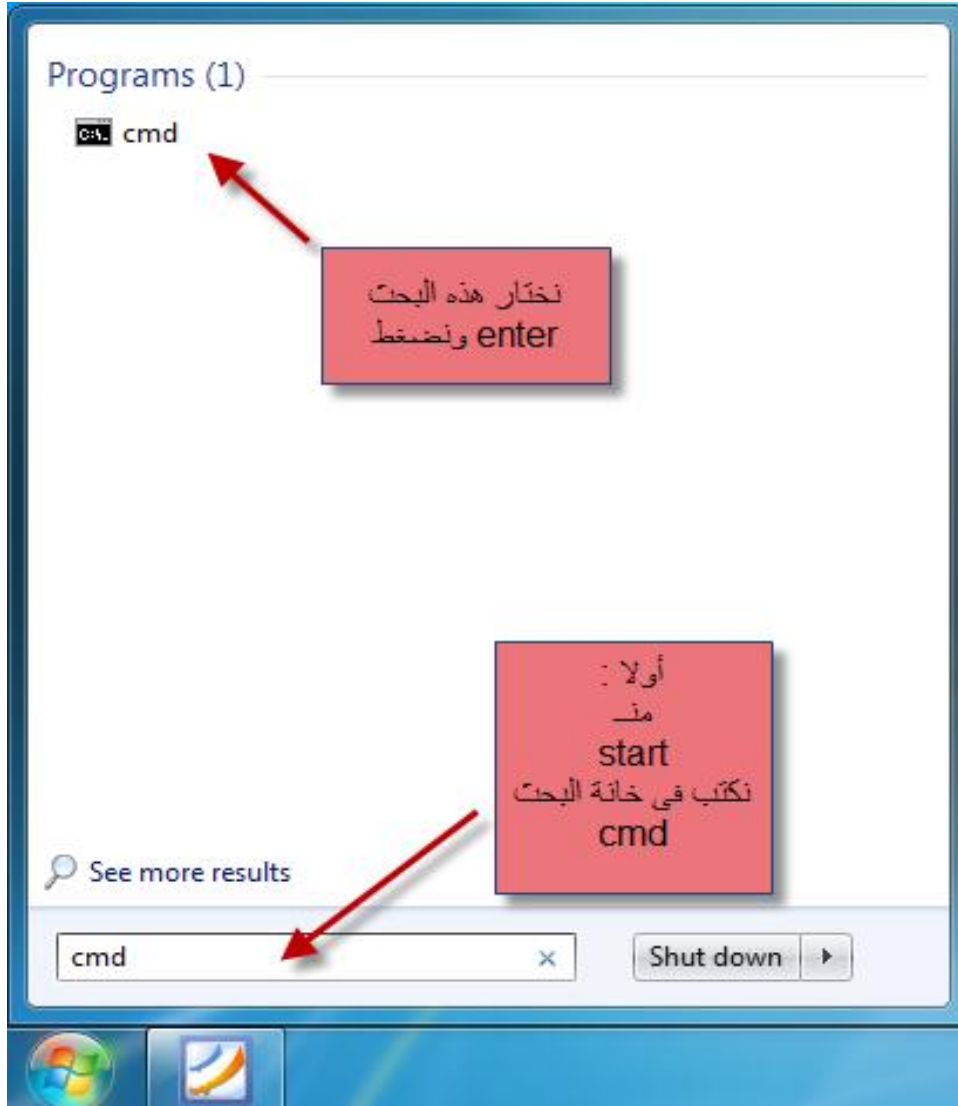 Programs (1)
cmd
نختار هذه البحث
ونضغط enter
أولا :
منـ
start
نكتب فى خانة البحث
cmd
See more results
cmd
Shut down